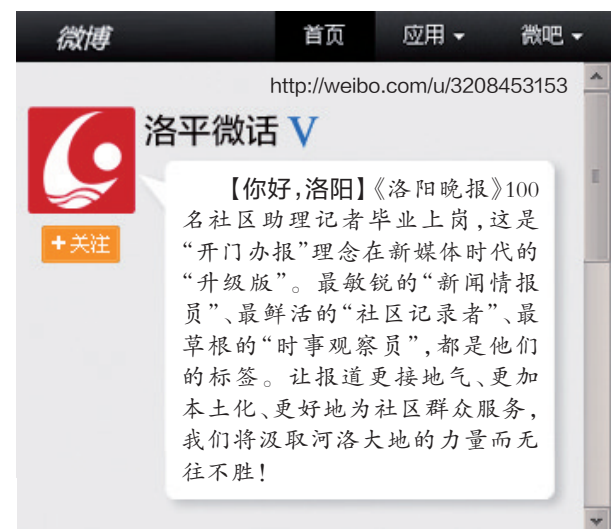 微博 首页 应用 微吧
http://weibo.com/u/3208453153
洛平微话 V
+关注
【你好,洛阳】《洛阳晚报》100
名社区助理记者毕业上岗,这是
“开门办报”理念在新媒体时代的
“升级版”。最敏锐的“新闻情报
员”、最鲜活的“社区记录者”、最
草根的“时事观察员”,都是他们
的标签。让报道更接地气、更加
本土化、更好地为社区群众服务,
我们将汲取河洛大地的力量而无
往不胜!